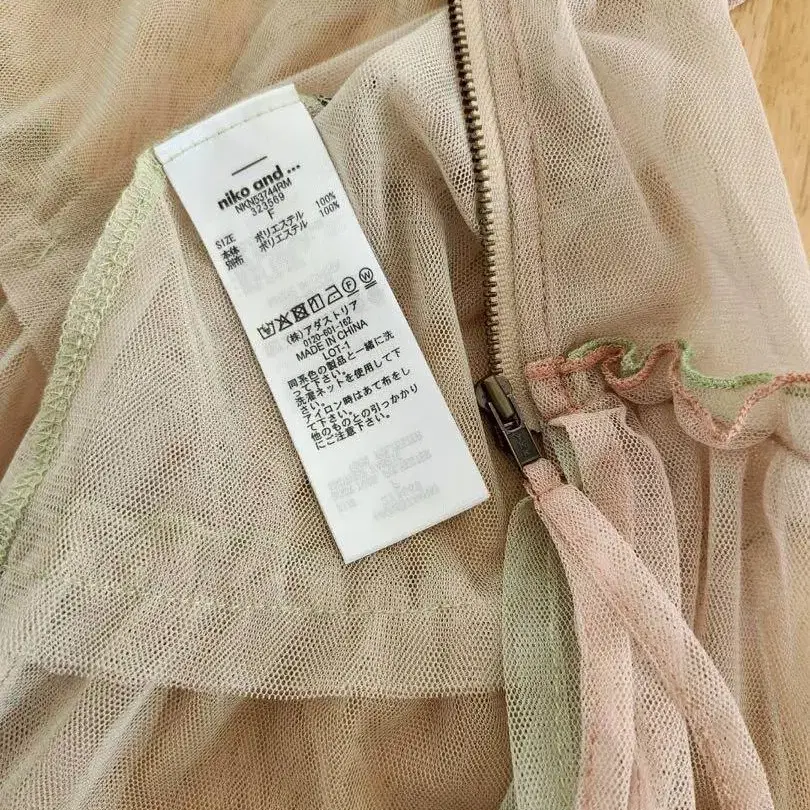 niko and ...
NKN53744RM
323569
SIZE F
本体 ポリエステル 100%
別布 ポリエステル 100%
F W
(株)アダストリア
0120-601-162
MADE IN CHINA
LOT-1
同系色の製品と一緒に洗
って下さい。
洗濯ネットを使用して下
さい。
アイロン時はあて布をし
て下さい。
他のものとの引っかかり
にご注意下さい。